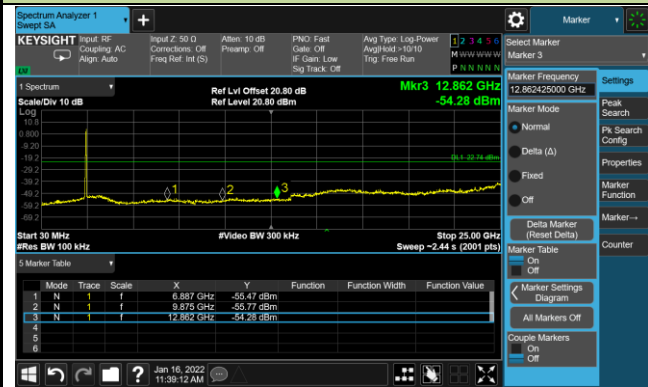 Spectrum Analyzer 1
Swept SA
Marker
KEYSIGHT
Input: RF
Coupling: AC
Align: Auto
Input Z: 50 Ω
Corrections: Off
Freq Ref: Int (S)
Atten: 10 dB
Preamp: Off
PNO: Fast
Gate: Off
IF Gain: Low
Sig Track: Off
Avg Type: Log-Power
Avg|Hold:>10/10
Trig: Free Run
1 2 3 4 5 6
M W W W W W
P N N N N N
Select Marker
Marker 3
LNI
1 Spectrum
Scale/Div 10 dB
Ref Lvl Offset 20.80 dB
Ref Level 20.80 dBm
Mkr3 12.862 GHz
-54.28 dBm
Log
10.8
0.800
-9.20
-19.2
-29.2
-39.2
-49.2
-59.2
-69.2
DL1 -22.74 dBm
1
2
3
Start 30 MHz
#Res BW 100 kHz
#Video BW 300 kHz
Stop 25.00 GHz
Sweep ~2.44 s (2001 pts)
5 Marker Table
Mode Trace Scale X Y Function Function Width Function Value
1 N 1 f 6.887 GHz -55.47 dBm
2 N 1 f 9.875 GHz -55.77 dBm
3 N 1 f 12.862 GHz -54.28 dBm
4
5
6
Marker Frequency
12.862425000 GHz
Marker Mode
Normal
Delta (Δ)
Fixed
Off
Delta Marker
(Reset Delta)
Marker Table
On
Off
Marker Settings
Diagram
All Markers Off
Couple Markers
On
Off
Settings
Peak
Search
Pk Search
Config
Properties
Marker
Function
Marker→
Counter
?
Jan 16, 2022
11:39:12 AM